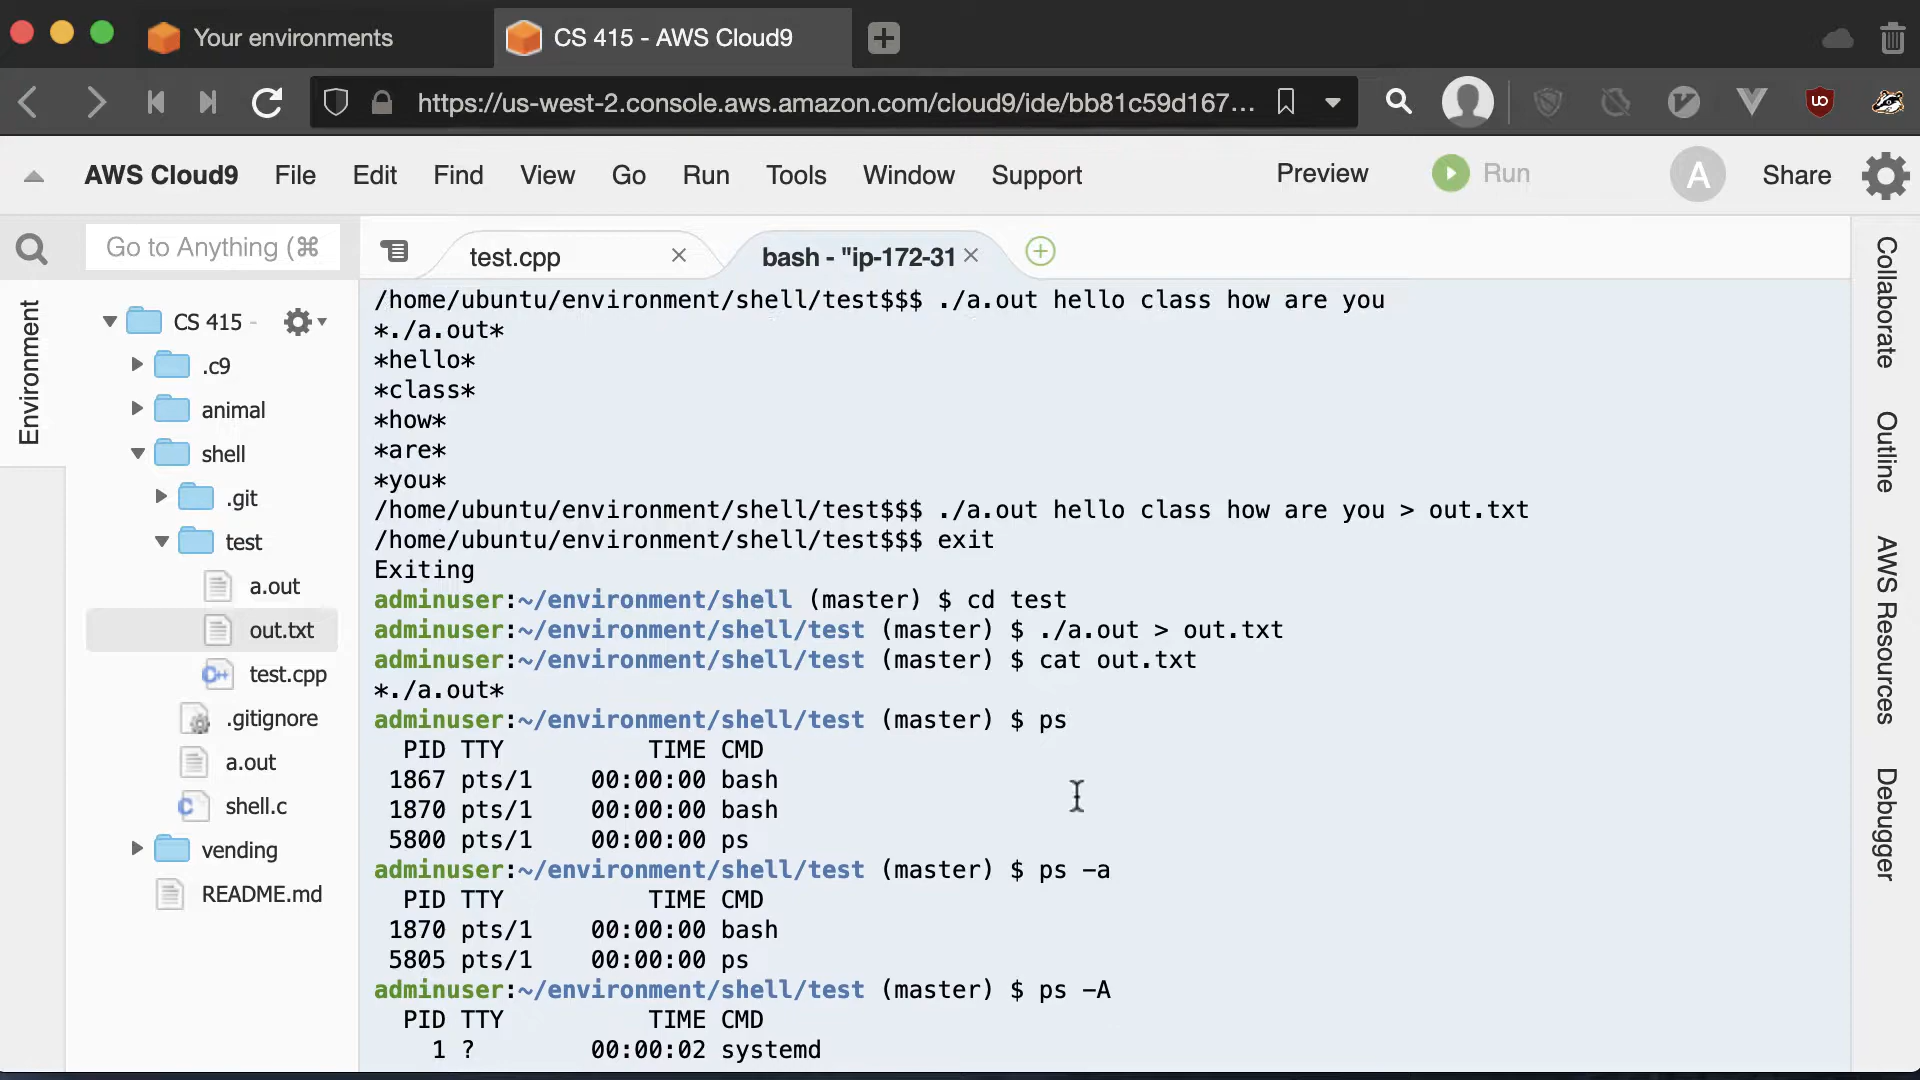 Your environments
CS 415 - AWS Cloud9
https://us-west-2.console.aws.amazon.com/cloud9/ide/bb81c59d167...
AWS Cloud9 File Edit Find View Go Run Tools Window Support Preview Run A Share
Go to Anything (⌘
test.cpp
bash - "ip-172-31
Environment
CS 415 -
.c9
animal
shell
.git
test
a.out
out.txt
test.cpp
.gitignore
a.out
shell.c
vending
README.md
/home/ubuntu/environment/shell/test$$$ ./a.out hello class how are you
*./a.out*
*hello*
*class*
*how*
*are*
*you*
/home/ubuntu/environment/shell/test$$$ ./a.out hello class how are you > out.txt
/home/ubuntu/environment/shell/test$$$ exit
Exiting
adminuser:~/environment/shell (master) $ cd test
adminuser:~/environment/shell/test (master) $ ./a.out > out.txt
adminuser:~/environment/shell/test (master) $ cat out.txt
*./a.out*
adminuser:~/environment/shell/test (master) $ ps
PID TTY TIME CMD
1867 pts/1 00:00:00 bash
1870 pts/1 00:00:00 bash
5800 pts/1 00:00:00 ps
adminuser:~/environment/shell/test (master) $ ps -a
PID TTY TIME CMD
1870 pts/1 00:00:00 bash
5805 pts/1 00:00:00 ps
adminuser:~/environment/shell/test (master) $ ps -A
PID TTY TIME CMD
1 ? 00:00:02 systemd
Collaborate
Outline
AWS Resources
Debugger